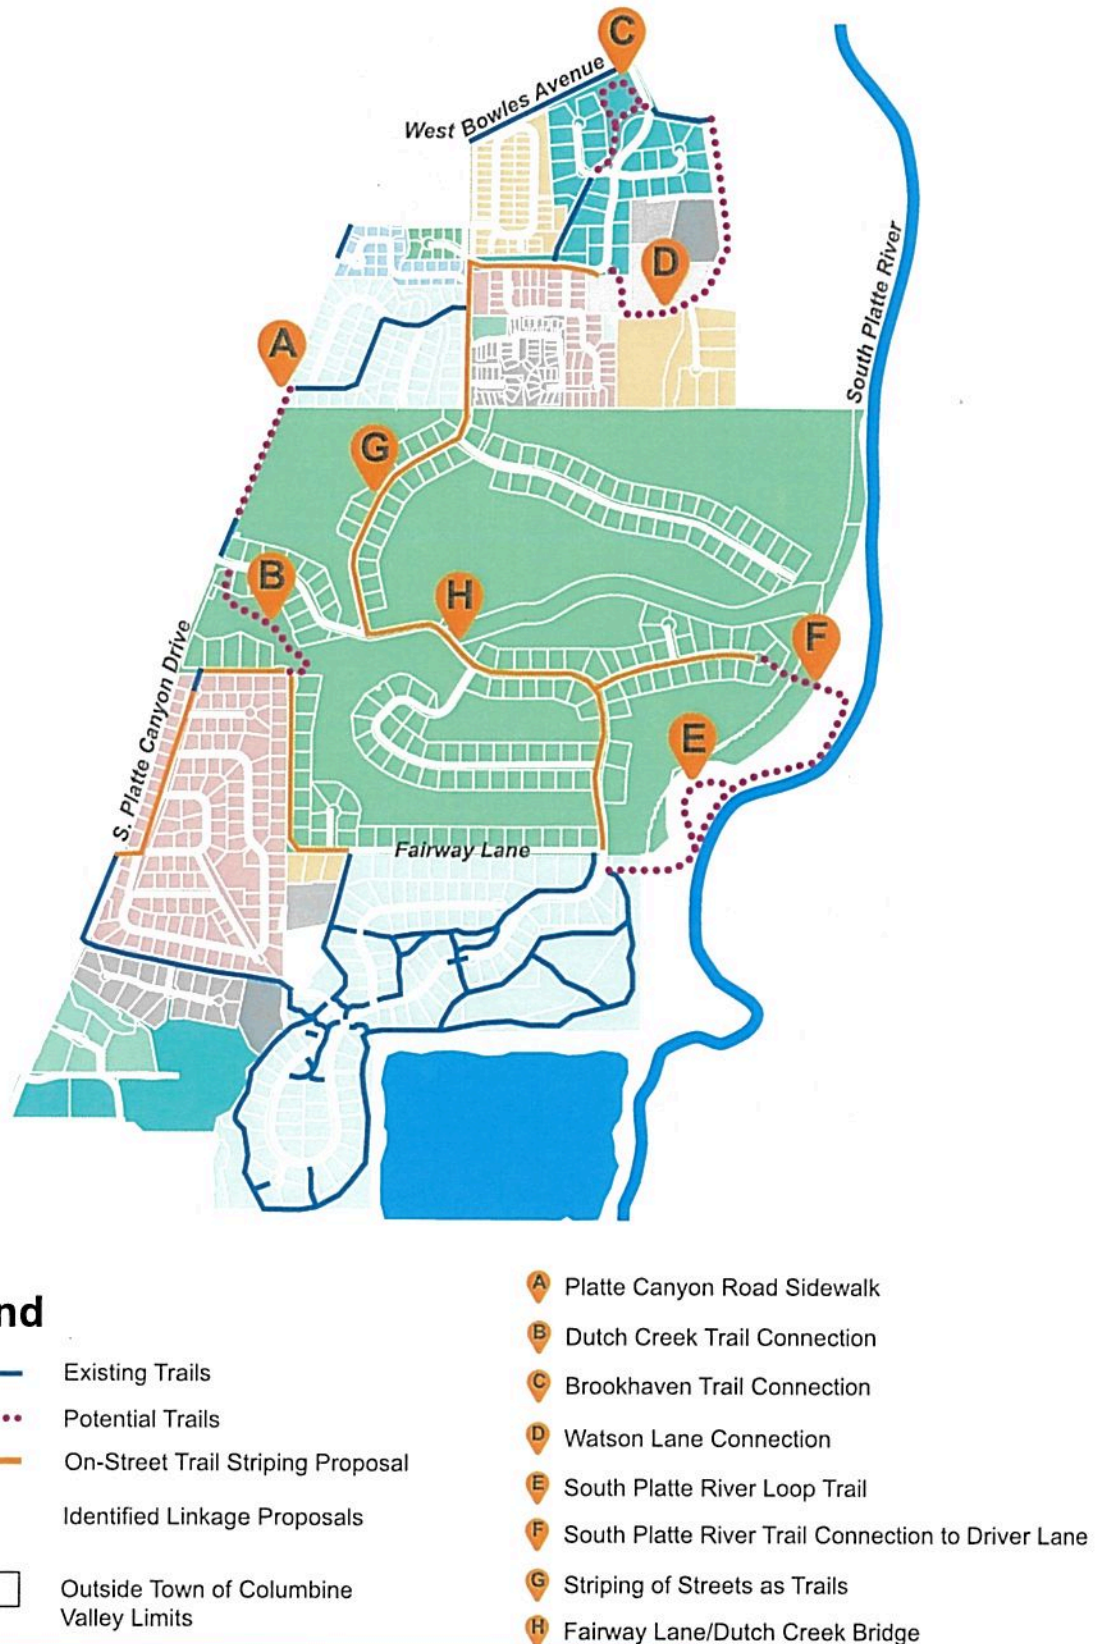 C
West Bowles Avenue
D
South Platte River
A
G
B
H
F
S. Platte Canyon Drive
E
Fairway Lane
nd
Existing Trails
Potential Trails
On-Street Trail Striping Proposal
Identified Linkage Proposals
Outside Town of Columbine
Valley Limits
A Platte Canyon Road Sidewalk
B Dutch Creek Trail Connection
C Brookhaven Trail Connection
D Watson Lane Connection
E South Platte River Loop Trail
F South Platte River Trail Connection to Driver Lane
G Striping of Streets as Trails
H Fairway Lane/Dutch Creek Bridge